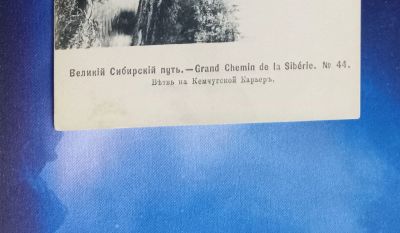 Великій Сибирскій путь.—Grand Chemin de la Sibérie. № 44.
Вѣтвь на Кемчугской Карьеръ.